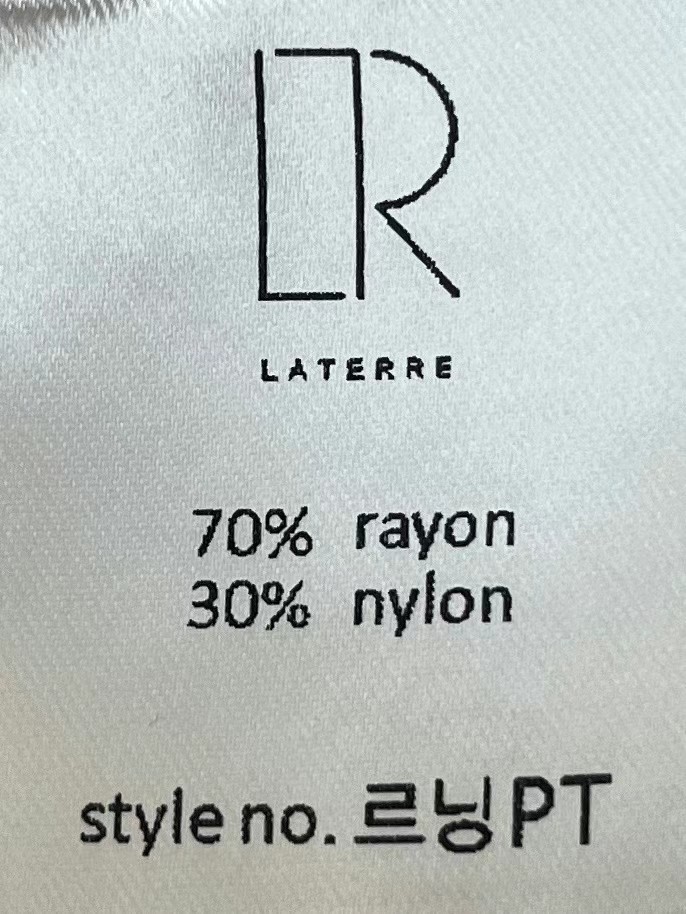 LR
LATERRE
70% rayon
30% nylon
style no. 르닝PT